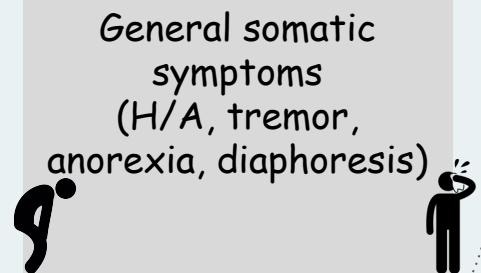 General somatic
symptoms
(H/A, tremor,
anorexia, diaphoresis)